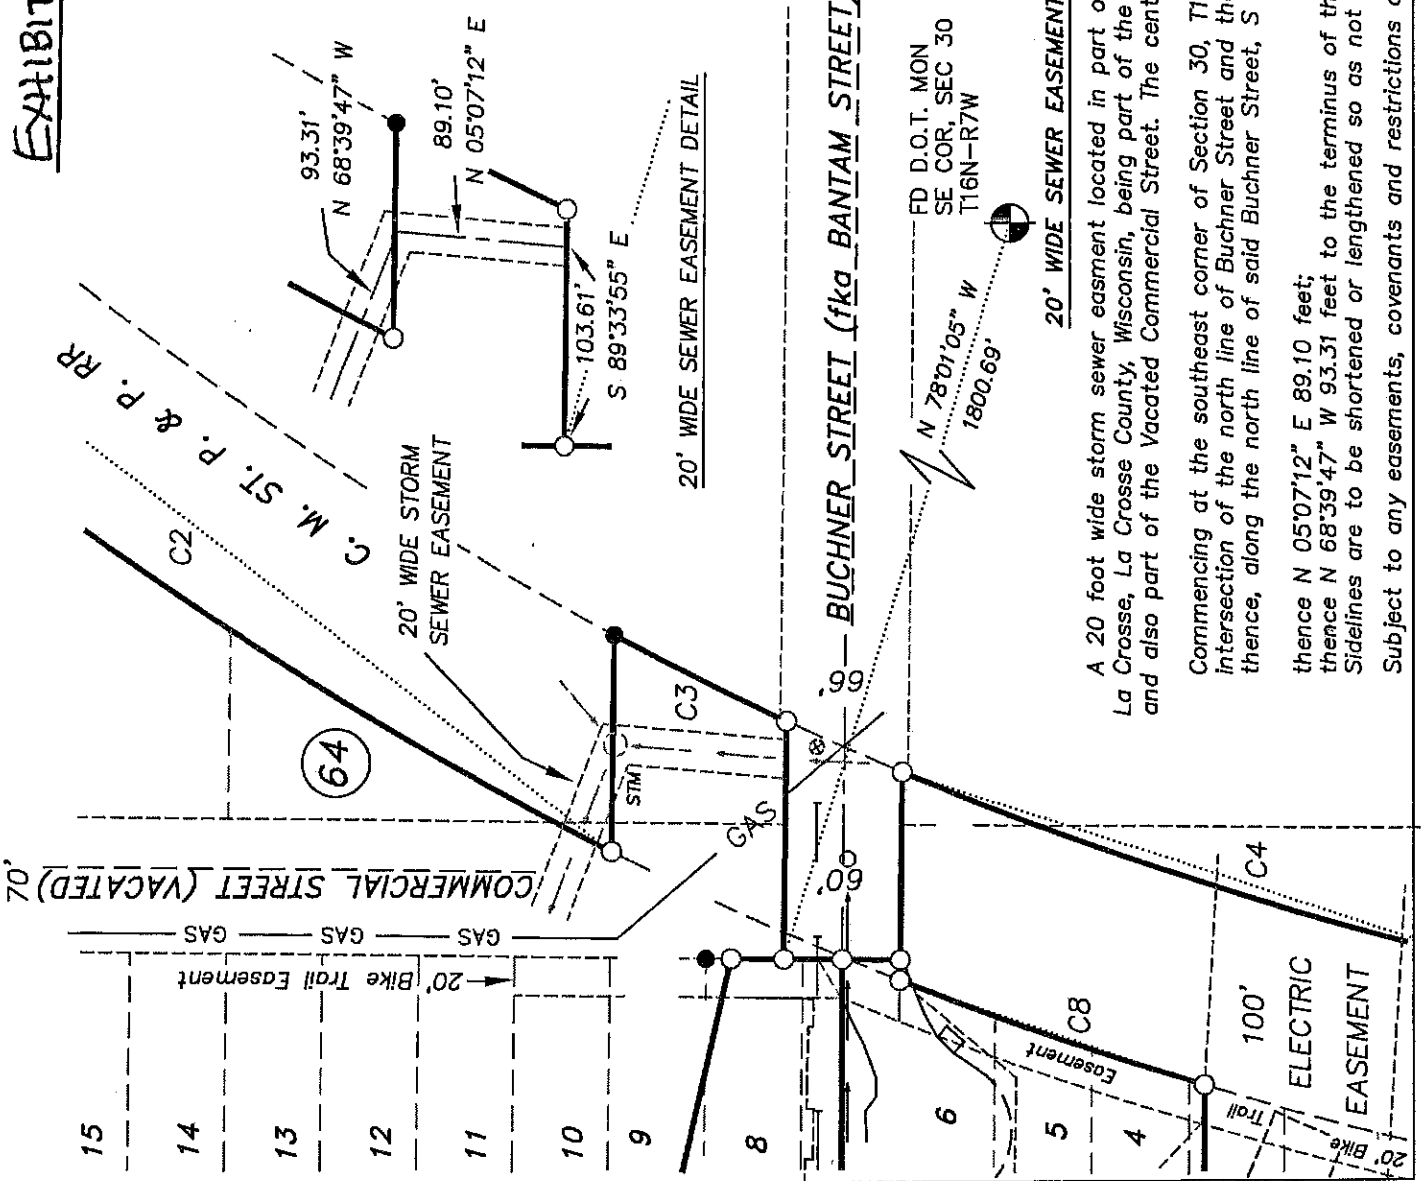 EXHIBIT
93.31'
N 68°39'47" W
89.10'
N 05°07'12" E
103.61'
S 89°33'55" E
20' WIDE SEWER EASEMENT DETAIL
C. M. ST. P. & P. RR
C2
20' WIDE STORM
SEWER EASEMENT
64
C3
STM
70'
COMMERCIAL STREET (VACATED)
GAS
GAS
GAS
GAS
20' Bike Trail Easement
BUCHNER STREET (fka BANTAM STREET)
66'
60'
FD D.O.T. MON
SE COR, SEC 30
T16N-R7W
N 78°01'05" W
1800.69'
15
14
13
12
11
10
9
8
6
5
4
C8
C4
100'
ELECTRIC
EASEMENT
20' Bike Trail Easement
20' WIDE SEWER EASEMENT
A 20 foot wide storm sewer easment located in part o
La Crosse, La Crosse County, Wisconsin, being part of the
and also part of the Vacated Commercial Street. The cent
Commencing at the southeast corner of Section 30, T1
intersection of the north line of Buchner Street and the
thence, along the north line of said Buchner Street, S
thence N 05°07'12" E 89.10 feet;
thence N 68°39'47" W 93.31 feet to the terminus of th
Sidelines are to be shortened or lengthened so as not
Subject to any easements, covenants and restrictions o